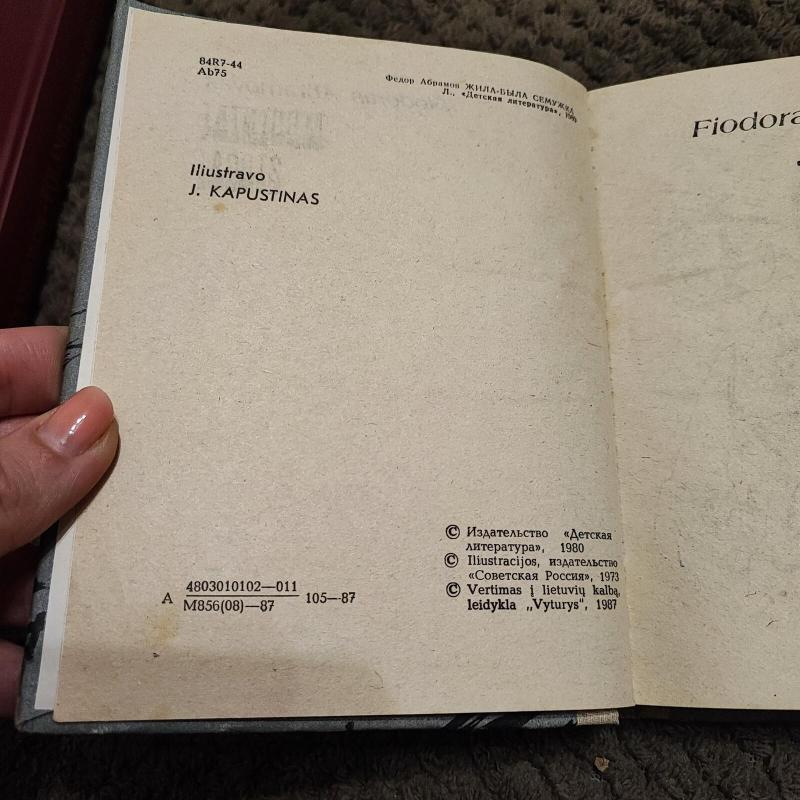 84R7-44
Ab75
Федор Абрамов ЖИЛА-БЫЛА СЕМУЖКА
Л., «Детская литература»,
Iliustravo
J. KAPUSTINAS
© Издательство «Детская
литература», 1980
© Iliustracijos, издательство
«Советская Россия», 1973
© Vertimas į lietuvių kalbą,
leidykla „Vyturys", 1987
A 4803010102—011
M856(08)—87 105—87
Fiodora